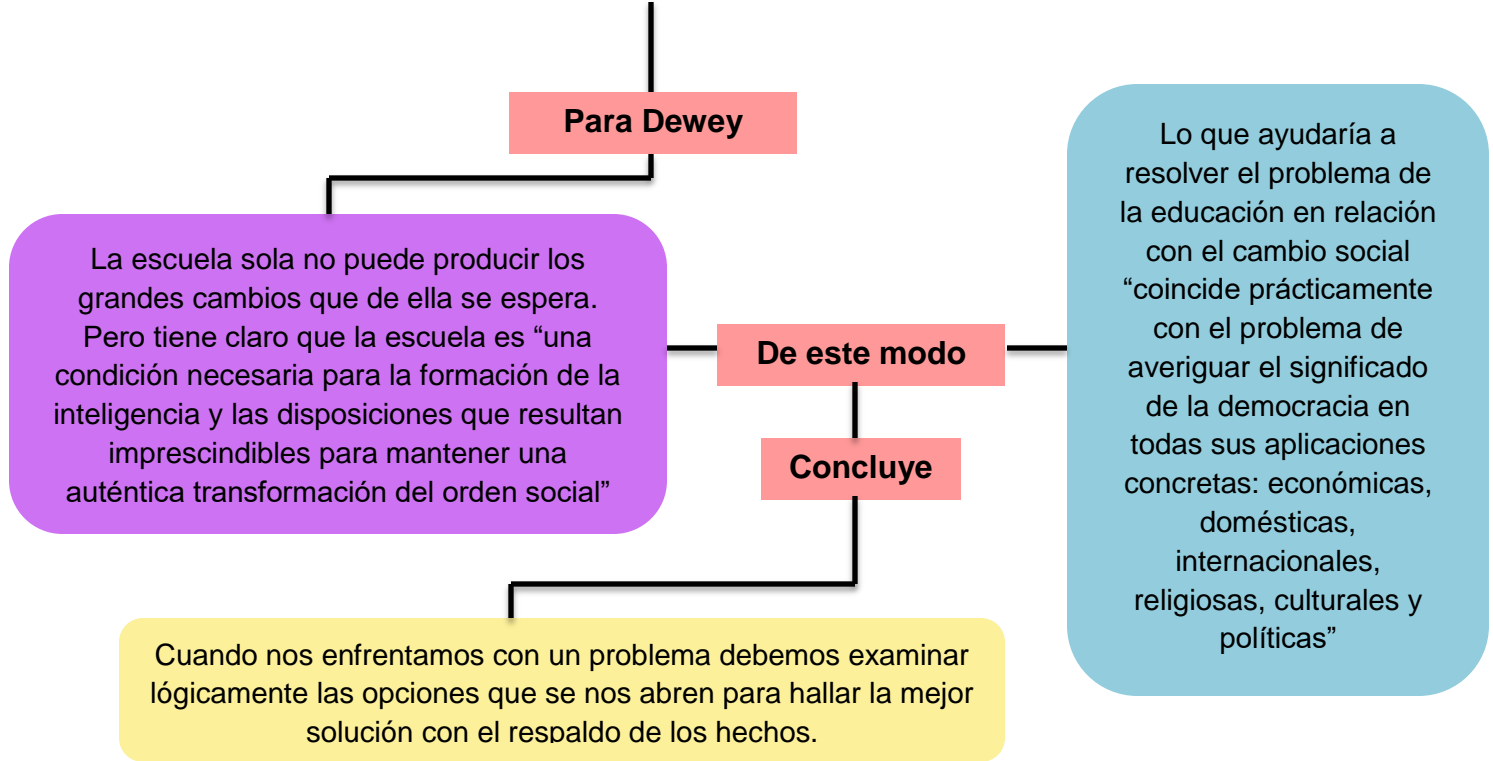 Para Dewey
La escuela sola no puede producir los
grandes cambios que de ella se espera.
Pero tiene claro que la escuela es “una
condición necesaria para la formación de la
inteligencia y las disposiciones que resultan
imprescindibles para mantener una
auténtica transformación del orden social”
De este modo
Lo que ayudaría a
resolver el problema de
la educación en relación
con el cambio social
“coincide prácticamente
con el problema de
averiguar el significado
de la democracia en
todas sus aplicaciones
concretas: económicas,
domésticas,
internacionales,
religiosas, culturales y
políticas”
Concluye
Cuando nos enfrentamos con un problema debemos examinar
lógicamente las opciones que se nos abren para hallar la mejor
solución con el respaldo de los hechos.